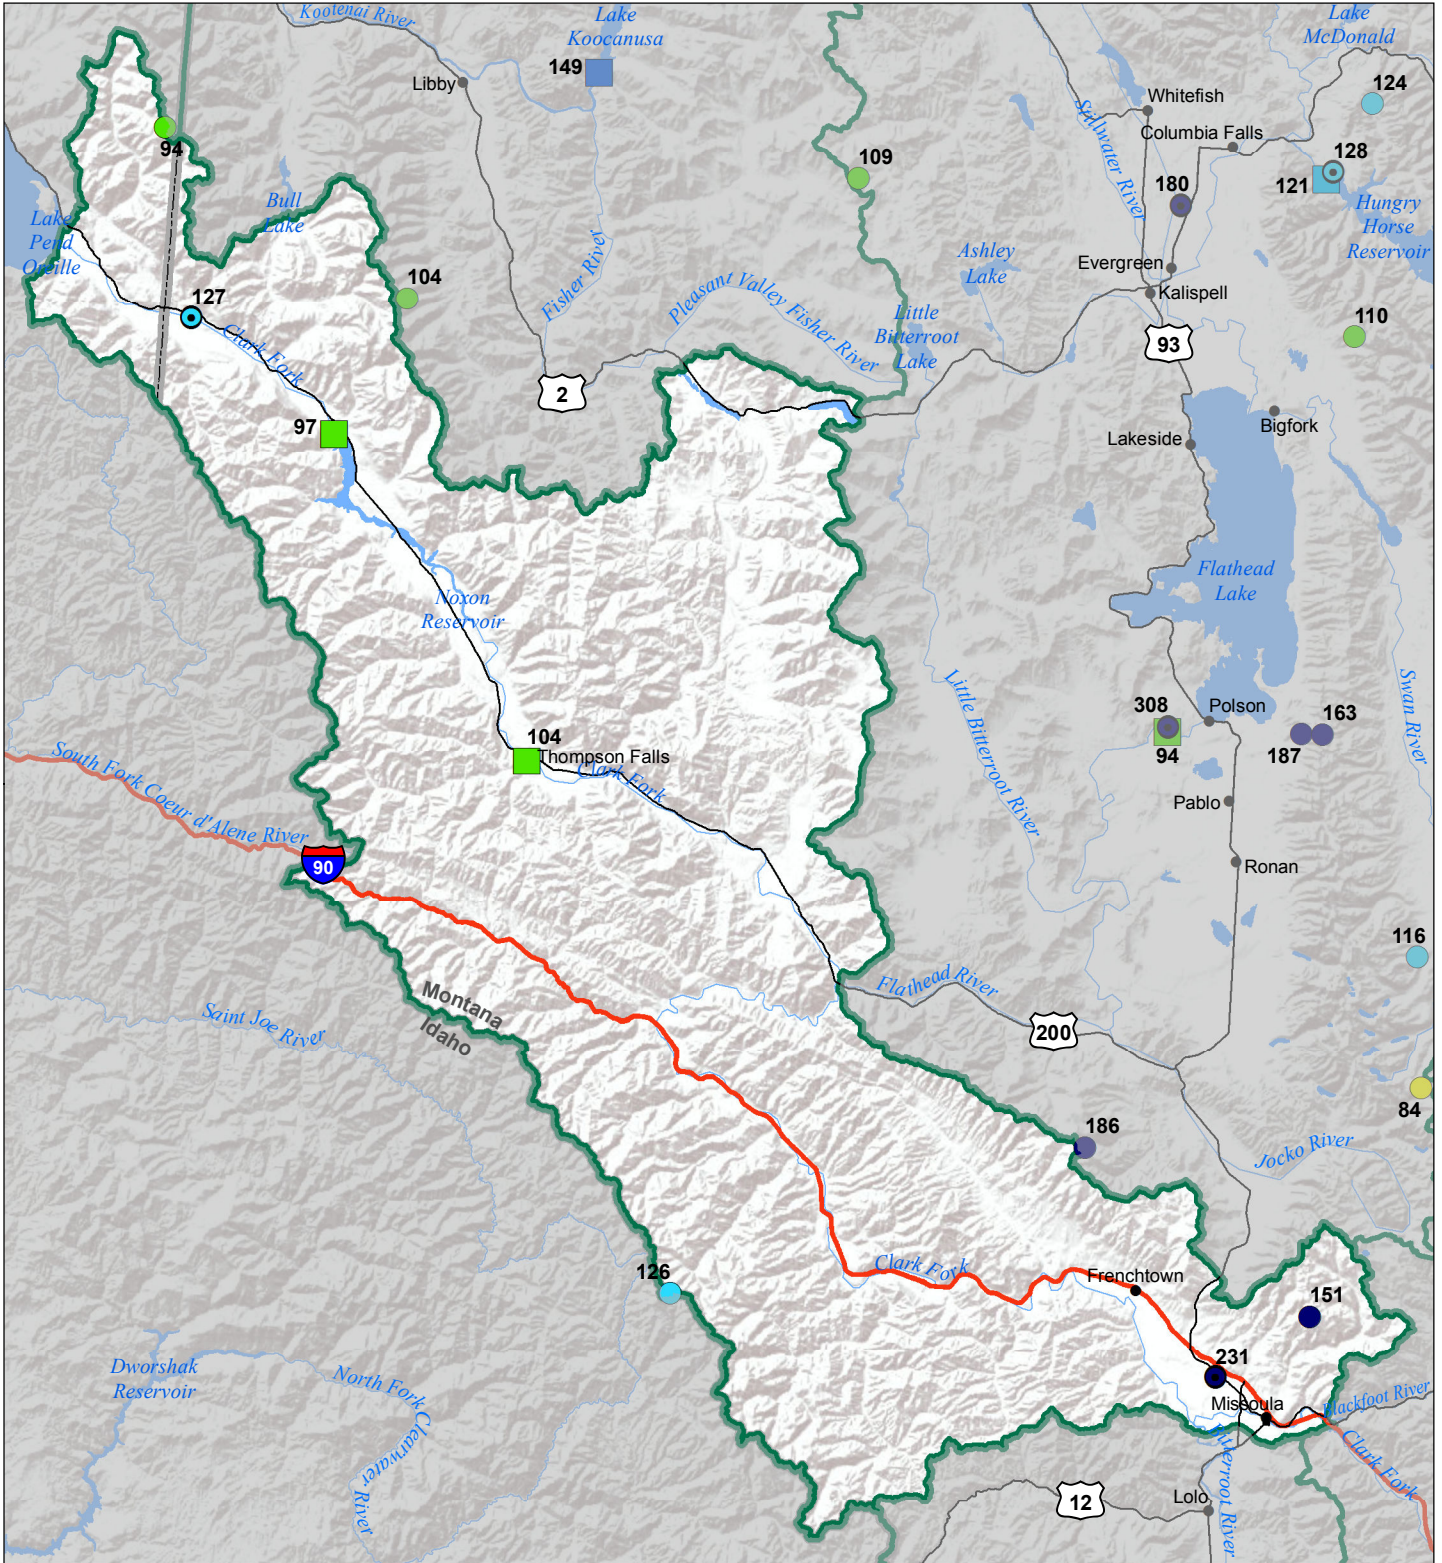 Kootenai River
Lake
Koocanusa
Lake
McDonald
149
Libby
124
Whitefish
Stillwater River
Columbia Falls
94
109
128
121
180
Bull
Lake
Hungry
Horse
Reservoir
Lake
Pend
Oreille
Ashley
Lake
Evergreen
104
Fisher River
Pleasant Valley Fisher River
Kalispell
127
Little
Bitterroot
Lake
110
Clark Fork
93
2
97
Lakeside
Bigfork
Flathead
Lake
Noxon
Reservoir
Little Bitterroot River
Swan River
308
Polson
163
104
Thompson Falls
94
187
South Fork Coeur d'Alene River
Clark Fork
Pablo
90
Ronan
116
Flathead River
Montana
Idaho
Saint Joe River
200
84
186
Jocko River
126
Clark Fork
Frenchtown
151
231
Dworshak
Reservoir
North Fork Clearwater River
Missoula
Blackfoot River
Bitterroot River
Clark Fork
12
Lolo